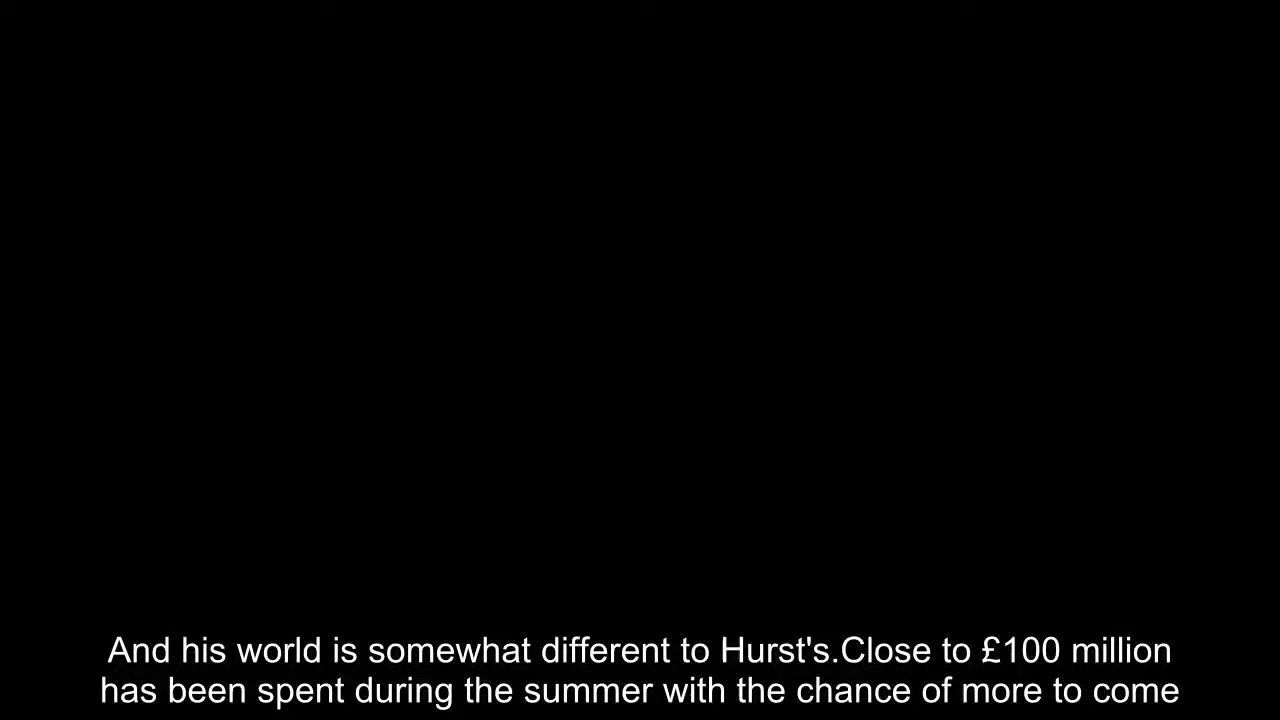 And his world is somewhat different to Hurst's.Close to £100 million
has been spent during the summer with the chance of more to come